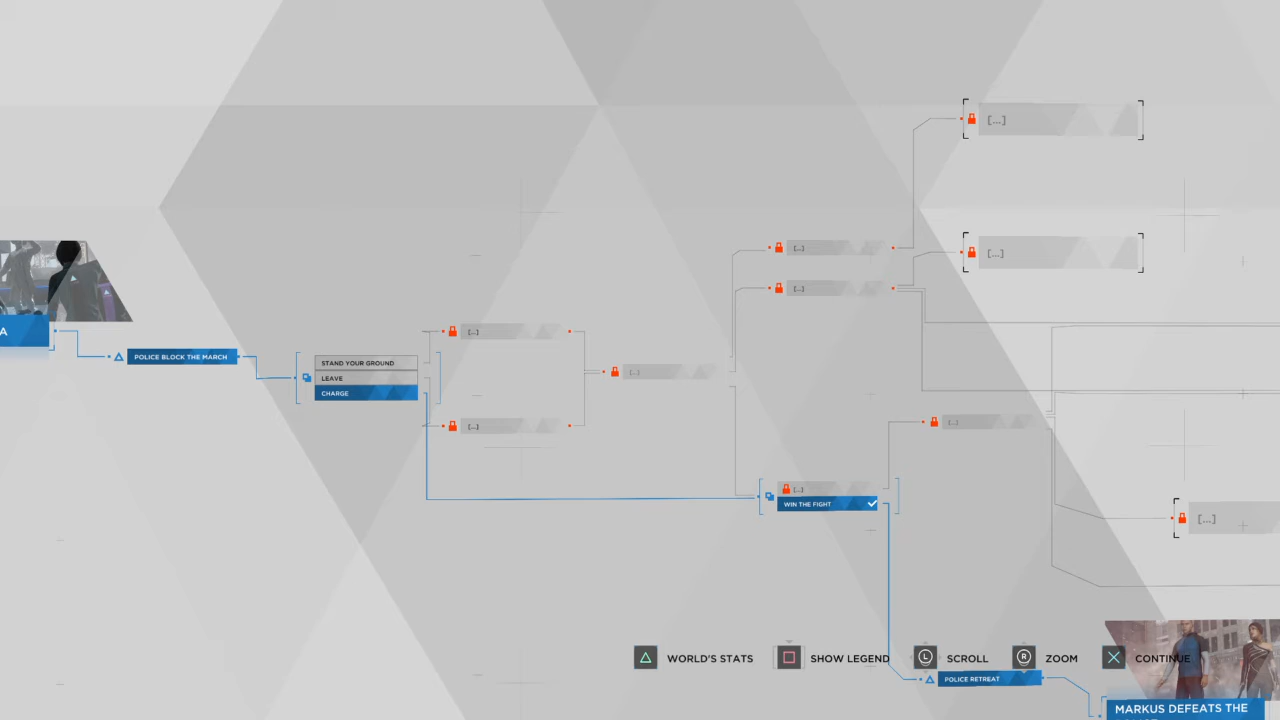 [...]
[...]
[...]
[...]
A
POLICE BLOCK THE MARCH
STAND YOUR GROUND
LEAVE
CHARGE
[...]
[...]
[...]
[...]
[...]
WIN THE FIGHT
[...]
WORLD'S STATS
SHOW LEGEND
L
SCROLL
R
ZOOM
CONTINUE
POLICE RETREAT
MARKUS DEFEATS THE